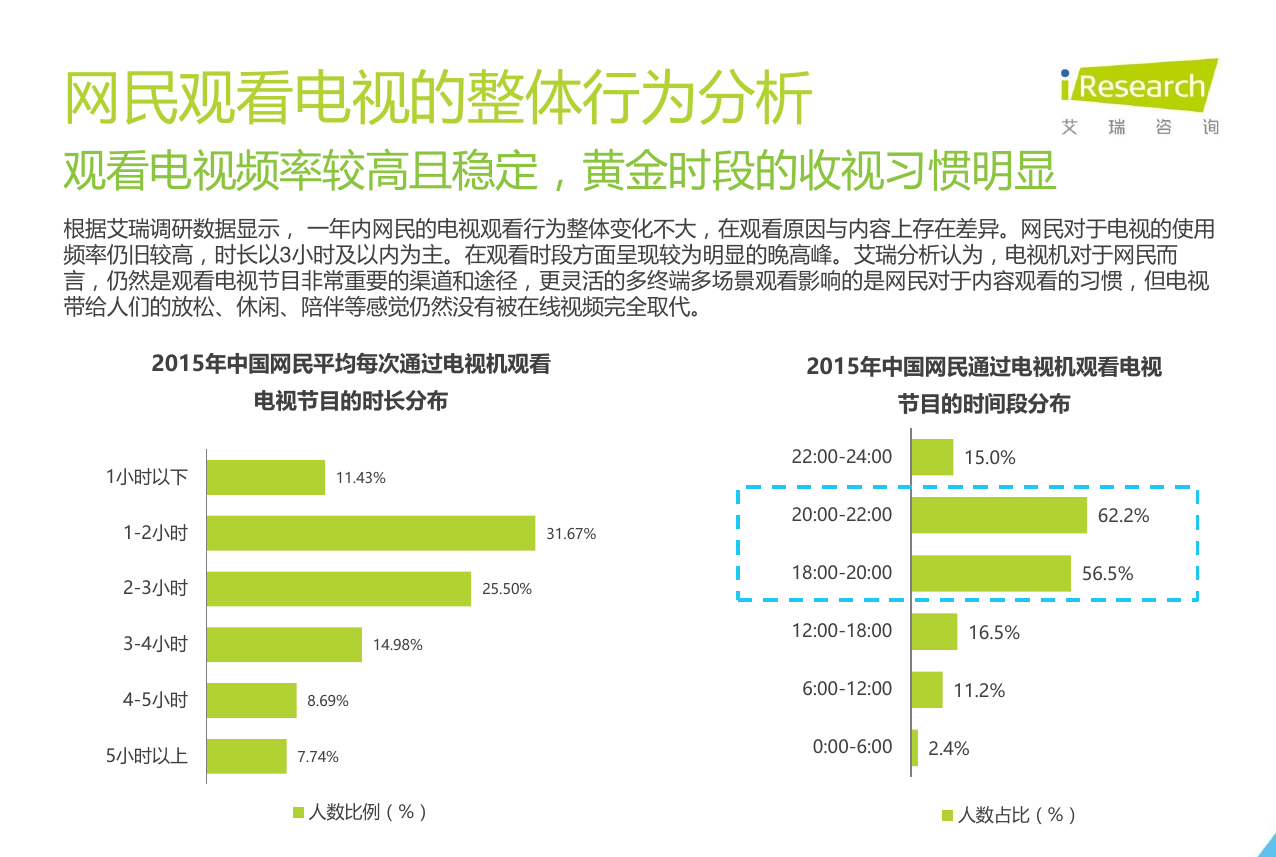 网民观看电视的整体行为分析
iResearch
艾瑞咨询
观看电视频率较高且稳定，黄金时段的收视习惯明显
根据艾瑞调研数据显示， 一年内网民的电视观看行为整体变化不大，在观看原因与内容上存在差异。网民对于电视的使用
频率仍旧较高，时长以3小时及以内为主。在观看时段方面呈现较为明显的晚高峰。艾瑞分析认为，电视机对于网民而
言，仍然是观看电视节目非常重要的渠道和途径，更灵活的多终端多场景观看影响的是网民对于内容观看的习惯，但电视
带给人们的放松、休闲、陪伴等感觉仍然没有被在线视频完全取代。
2015年中国网民平均每次通过电视机观看
电视节目的时长分布
1小时以下 11.43%
1-2小时 31.67%
2-3小时 25.50%
3-4小时 14.98%
4-5小时 8.69%
5小时以上 7.74%
人数比例（%）
2015年中国网民通过电视机观看电视
节目的时间段分布
22:00-24:00 15.0%
20:00-22:00 62.2%
18:00-20:00 56.5%
12:00-18:00 16.5%
6:00-12:00 11.2%
0:00-6:00 2.4%
人数占比（%）